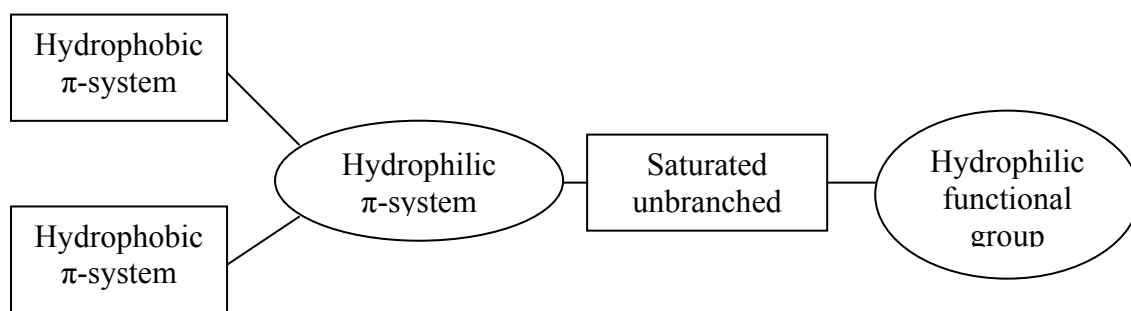 Hydrophobic
π-system
Hydrophilic
π-system
Saturated
unbranched
Hydrophilic
functional
group
Hydrophobic
π-system